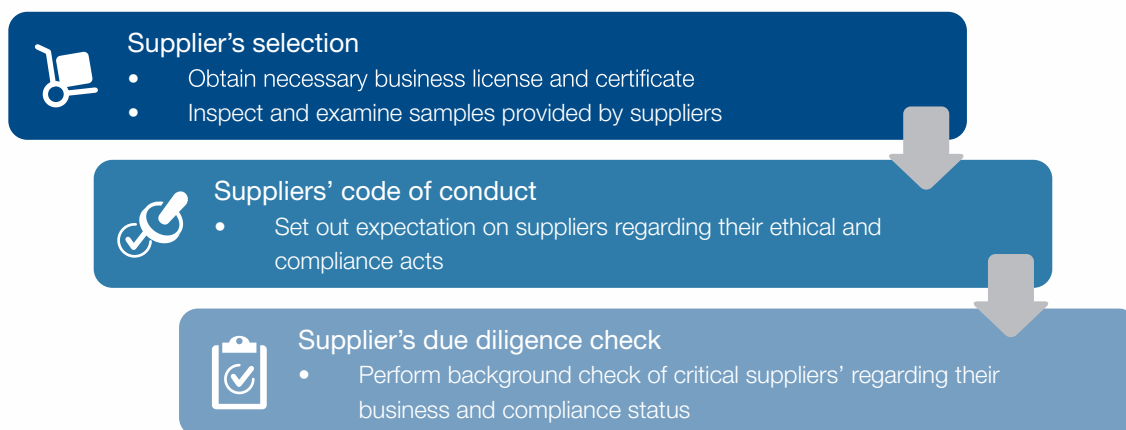 Supplier’s selection
• Obtain necessary business license and certificate
• Inspect and examine samples provided by suppliers
Suppliers’ code of conduct
• Set out expectation on suppliers regarding their ethical and
compliance acts
Supplier’s due diligence check
• Perform background check of critical suppliers’ regarding their
business and compliance status